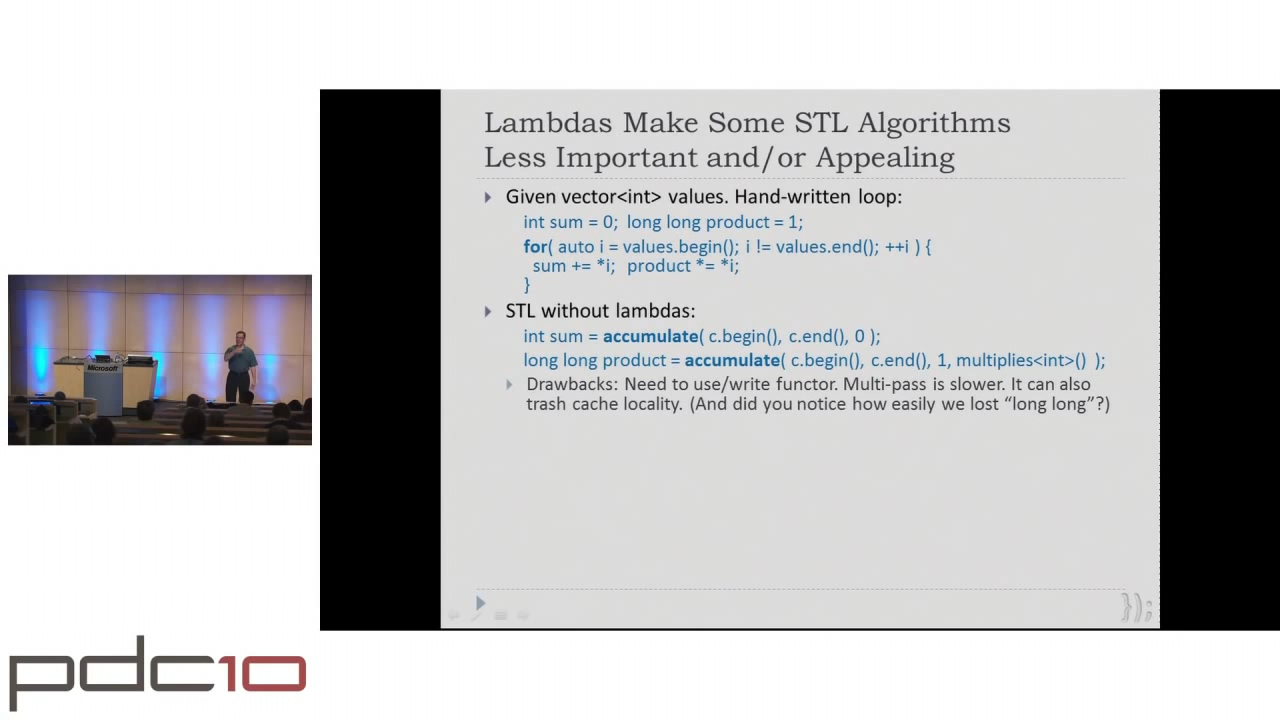 Lambdas Make Some STL Algorithms
Less Important and/or Appealing
Given vector<int> values. Hand-written loop:
int sum = 0;  long long product = 1;
for( auto i = values.begin(); i != values.end(); ++i ) {
sum += *i;  product *= *i;
}
STL without lambdas:
int sum = accumulate( c.begin(), c.end(), 0 );
long long product = accumulate( c.begin(), c.end(), 1, multiplies<int>() );
Drawbacks: Need to use/write functor. Multi-pass is slower. It can also
trash cache locality. (And did you notice how easily we lost “long long”?)
});
Microsoft
pdc10